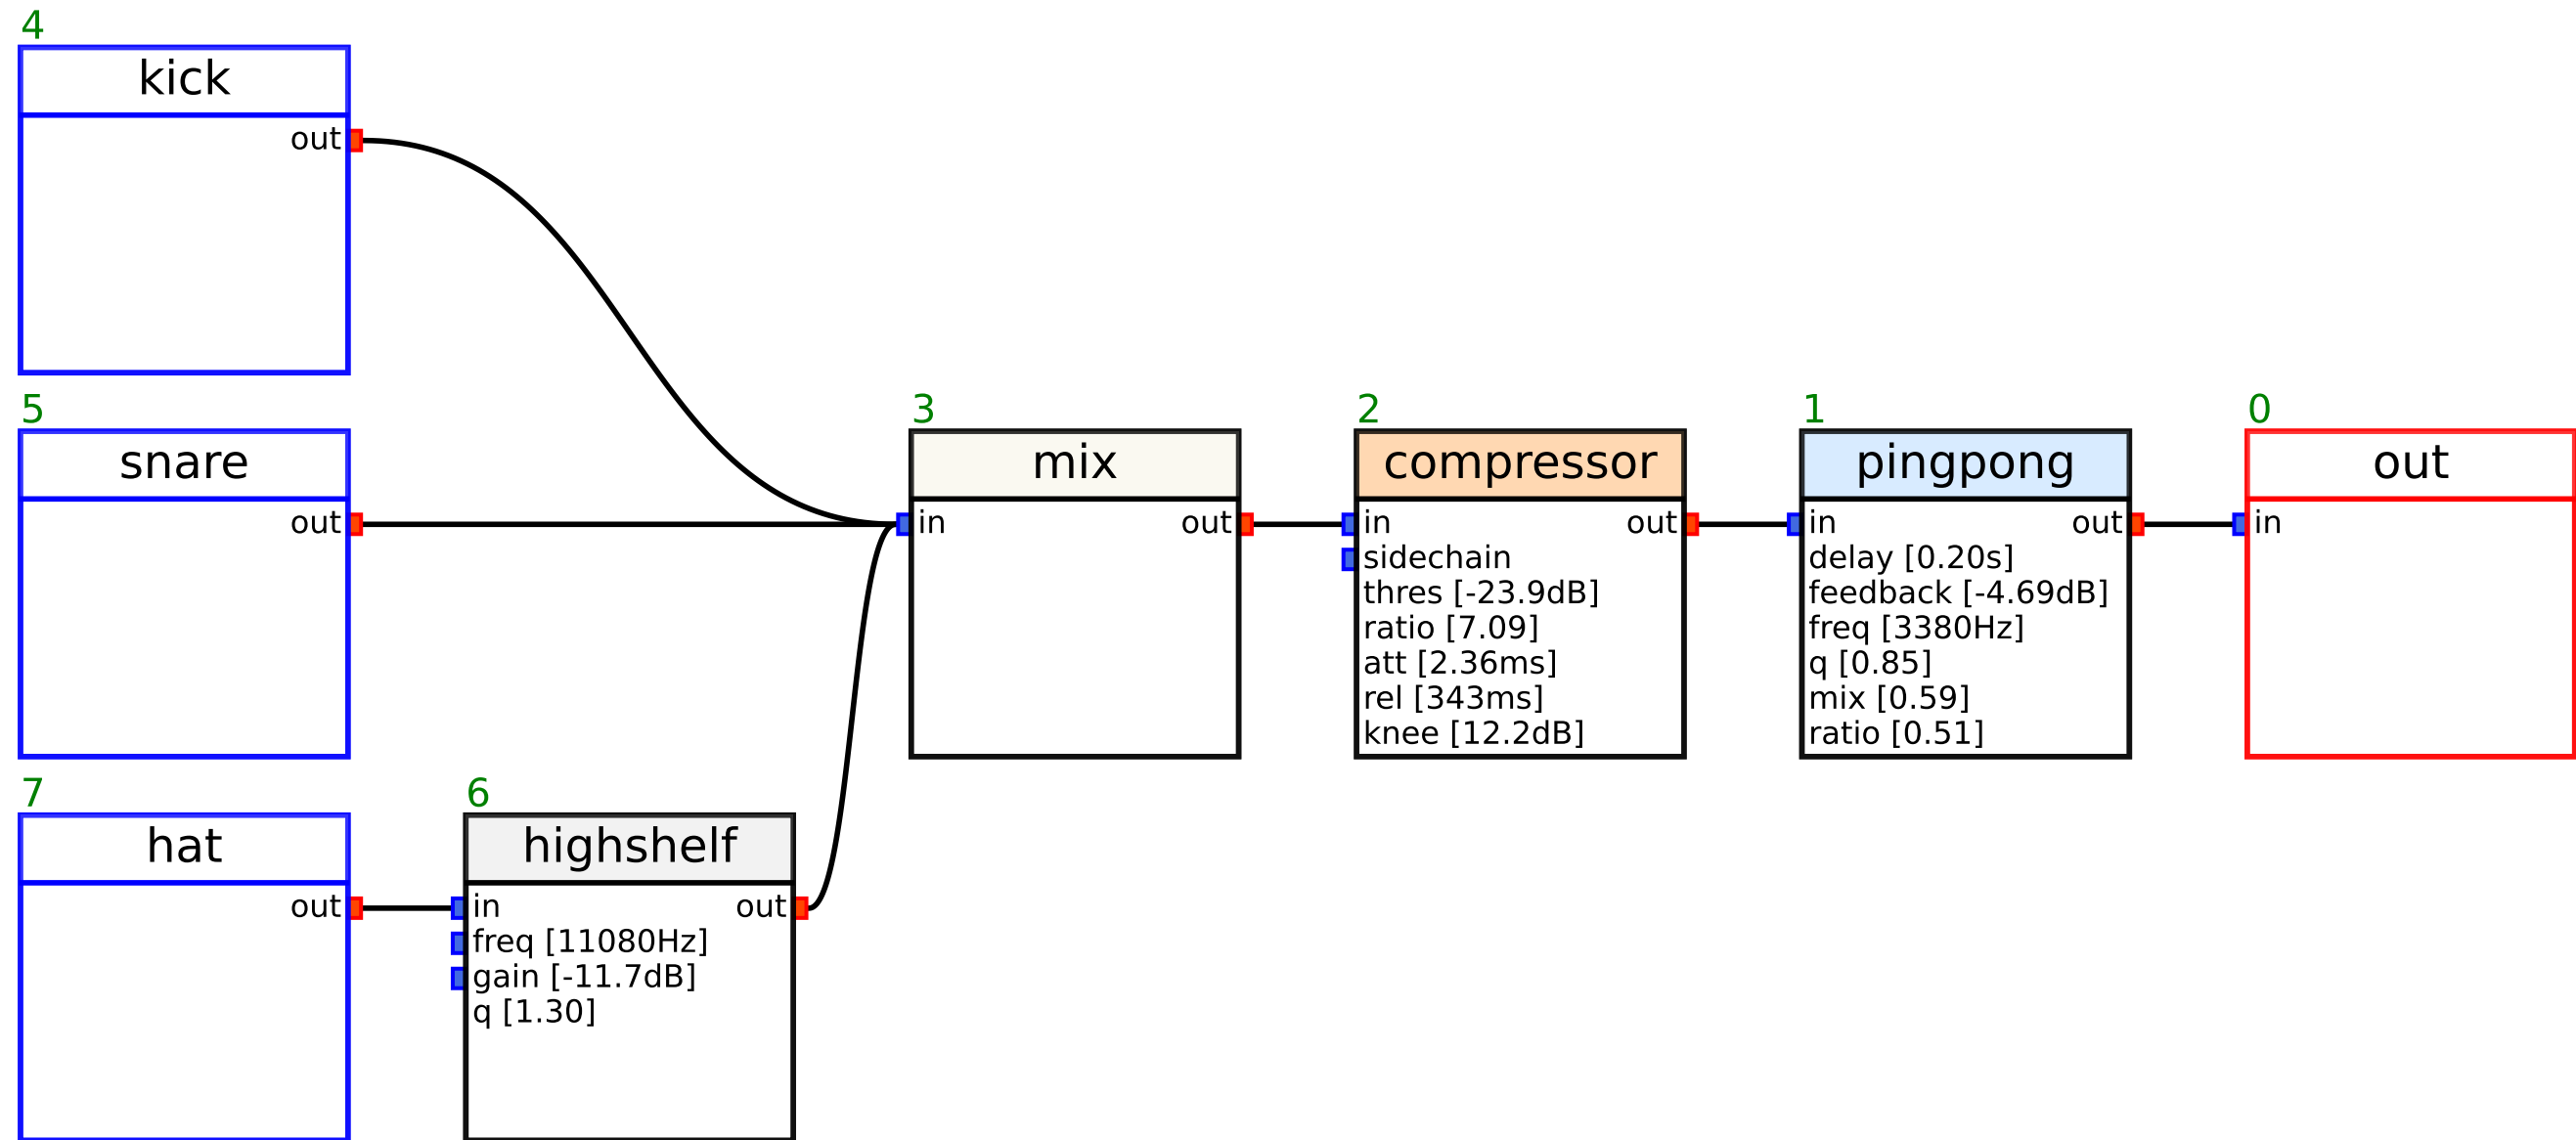 4
kick
out
5
snare
out
7
hat
out
6
highshelf
in out
freq [11080Hz]
gain [-11.7dB]
q [1.30]
3
mix
in out
2
compressor
in out
sidechain
thres [-23.9dB]
ratio [7.09]
att [2.36ms]
rel [343ms]
knee [12.2dB]
1
pingpong
in out
delay [0.20s]
feedback [-4.69dB]
freq [3380Hz]
q [0.85]
mix [0.59]
ratio [0.51]
0
out
in